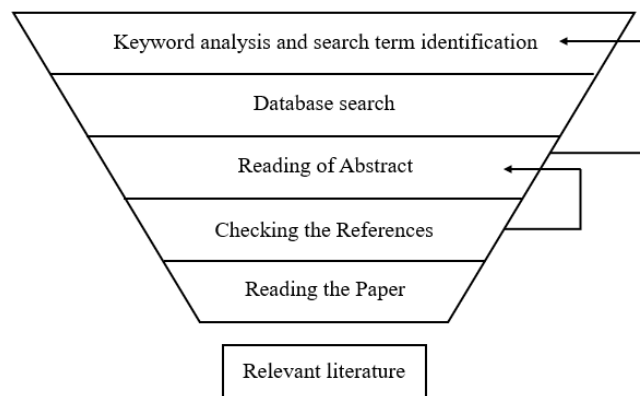 Keyword analysis and search term identification
Database search
Reading of Abstract
Checking the References
Reading the Paper
Relevant literature